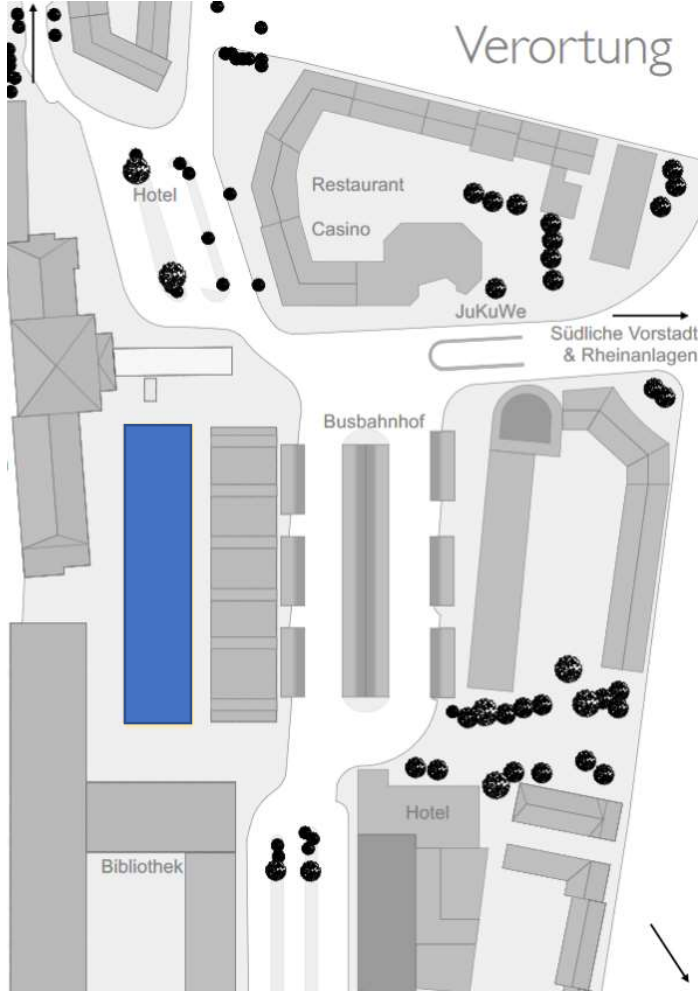 Verortung
Hotel
Restaurant
Casino
JuKuWe
Südliche Vorstadt
& Rheinanlagen
Busbahnhof
Hotel
Bibliothek